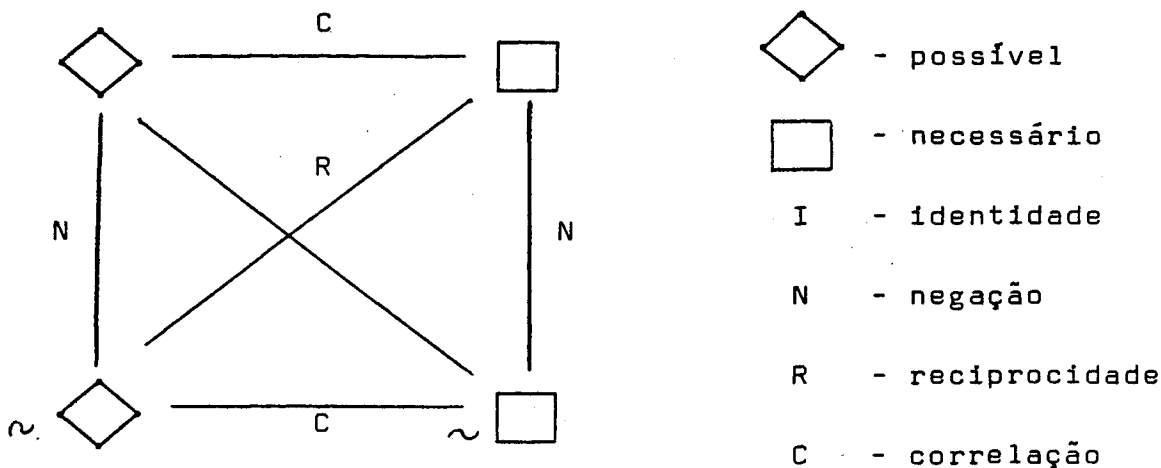 C
R
N
N
~
C
~
- possível
- necessário
I - identidade
N - negação
R - reciprocidade
C - correlação